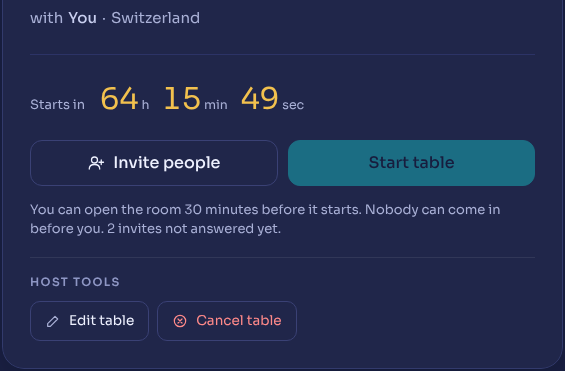 with You · Switzerland
Starts in 64 h 15 min 49 sec
Invite people
Start table
You can open the room 30 minutes before it starts. Nobody can come in
before you. 2 invites not answered yet.
HOST TOOLS
Edit table
Cancel table